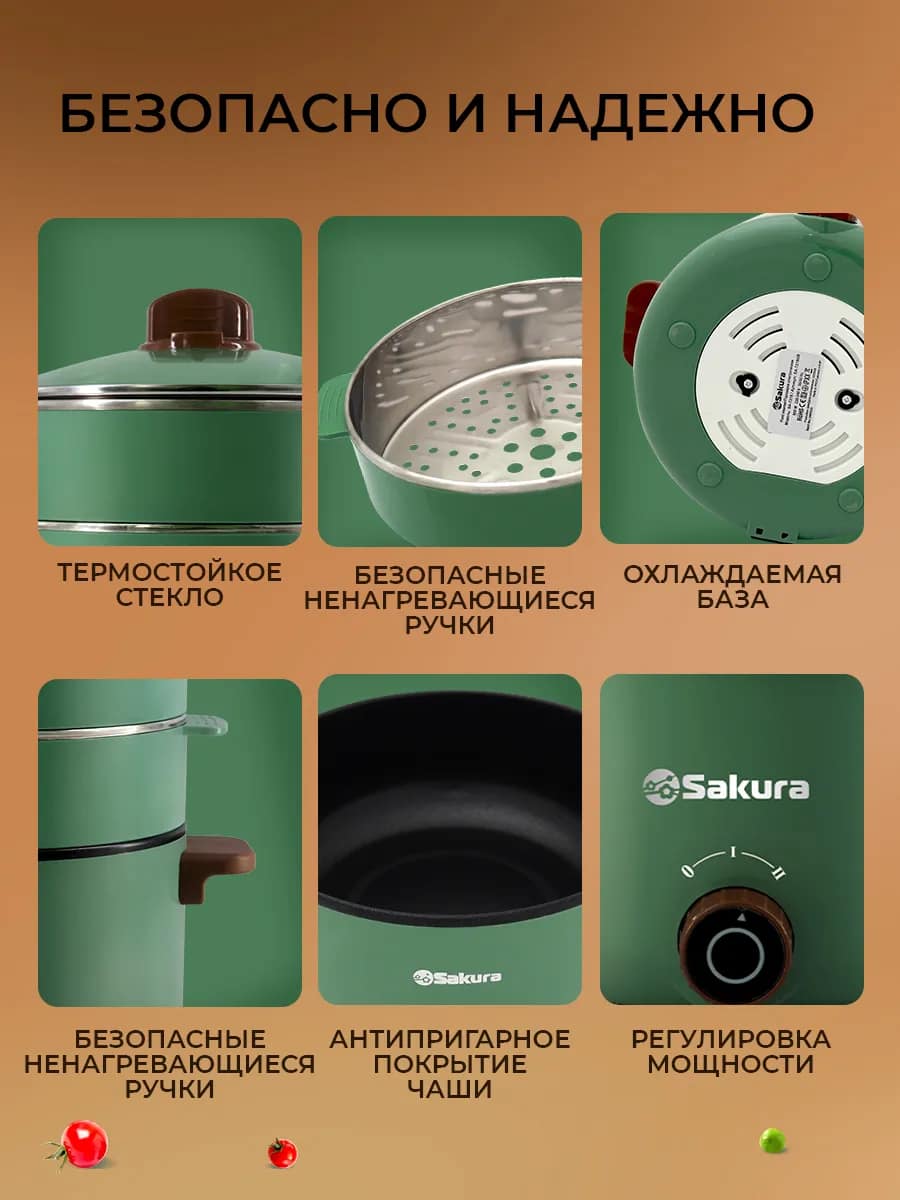 БЕЗОПАСНО И НАДЕЖНО
ТЕРМОСТОЙКОЕ
СТЕКЛО
БЕЗОПАСНЫЕ
НЕНАГРЕВАЮЩИЕСЯ
РУЧКИ
Sakura
ОХЛАЖДАЕМАЯ
БАЗА
БЕЗОПАСНЫЕ
НЕНАГРЕВАЮЩИЕСЯ
РУЧКИ
Sakura
АНТИПРИГАРНОЕ
ПОКРЫТИЕ
ЧАШИ
Sakura
0 I II
РЕГУЛИРОВКА
МОЩНОСТИ